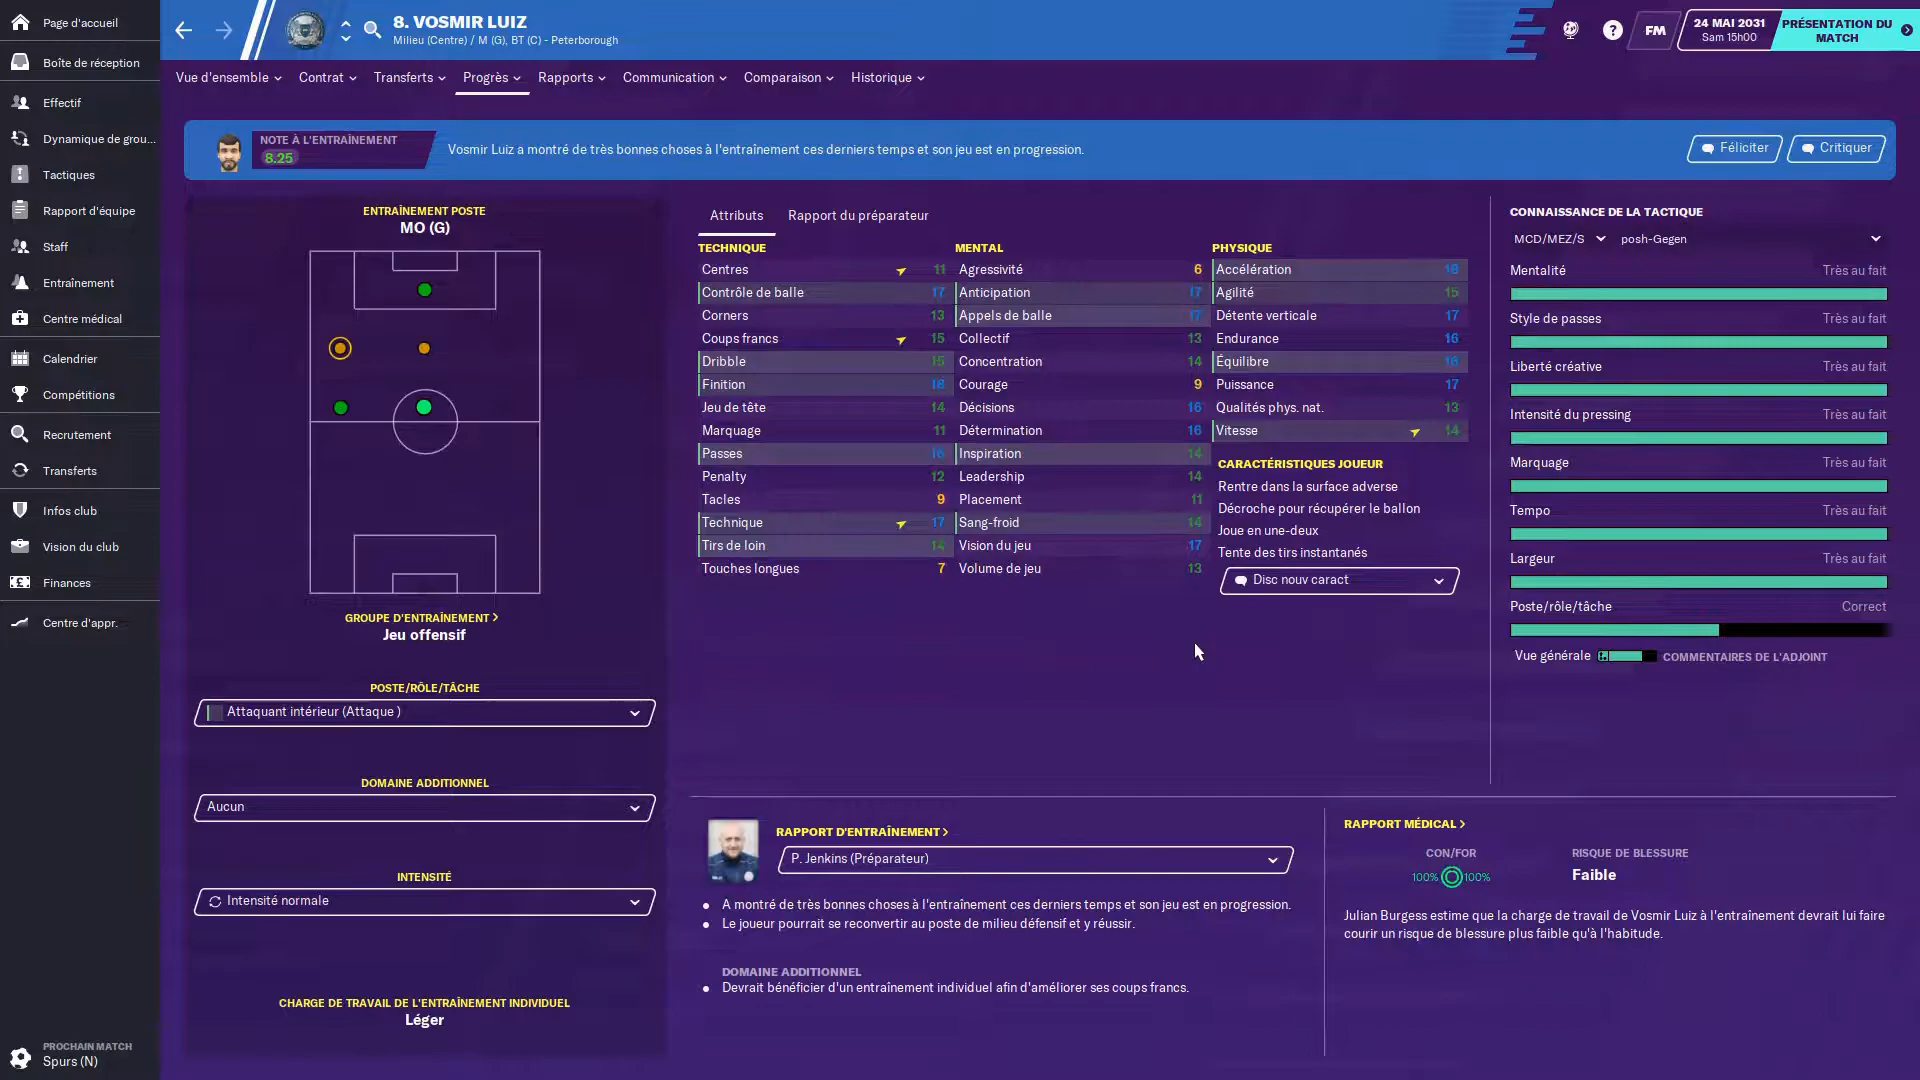 Page d'accueil
Boîte de réception
Effectif
Dynamique de grou...
Tactiques
Rapport d'équipe
Staff
Entraînement
Centre médical
Calendrier
Compétitions
Recrutement
Transferts
Infos club
Vision du club
Finances
Centre d'appr.
PROCHAIN MATCH
Spurs (N)
8. VOSMIR LUIZ
Milieu (Centre) / M (G), BT (C) - Peterborough
FM
24 MAI 2031
Sam 15h00
PRÉSENTATION DU
MATCH
Vue d'ensemble Contrat Transferts Progrès Rapports Communication Comparaison Historique
NOTE À L'ENTRAÎNEMENT
8.25
Vosmir Luiz a montré de très bonnes choses à l'entraînement ces derniers temps et son jeu est en progression.
Féliciter
Critiquer
ENTRAÎNEMENT POSTE
MO (G)
GROUPE D'ENTRAÎNEMENT
Jeu offensif
POSTE/RÔLE/TÂCHE
Attaquant intérieur (Attaque )
DOMAINE ADDITIONNEL
Aucun
INTENSITÉ
Intensité normale
CHARGE DE TRAVAIL DE L'ENTRAÎNEMENT INDIVIDUEL
Léger
Attributs Rapport du préparateur
TECHNIQUE
Centres 11
Contrôle de balle 17
Corners 13
Coups francs 15
Dribble 15
Finition 16
Jeu de tête 14
Marquage 11
Passes 16
Penalty 12
Tacles 9
Technique 17
Tirs de loin 14
Touches longues 7
MENTAL
Agressivité 6
Anticipation 17
Appels de balle 17
Collectif 13
Concentration 14
Courage 9
Décisions 16
Détermination 16
Inspiration 14
Leadership 14
Placement 11
Sang-froid 14
Vision du jeu 17
Volume de jeu 13
PHYSIQUE
Accélération 16
Agilité 15
Détente verticale 17
Endurance 16
Équilibre 16
Puissance 17
Qualités phys. nat. 13
Vitesse 14
CARACTÉRISTIQUES JOUEUR
Rentre dans la surface adverse
Décroche pour récupérer le ballon
Joue en une-deux
Tente des tirs instantanés
Disc nouv caract
CONNAISSANCE DE LA TACTIQUE
MCD/MEZ/S posh-Gegen
Mentalité Très au fait
Style de passes Très au fait
Liberté créative Très au fait
Intensité du pressing Très au fait
Marquage Très au fait
Tempo Très au fait
Largeur Très au fait
Poste/rôle/tâche Correct
Vue générale COMMENTAIRES DE L'ADJOINT
RAPPORT D'ENTRAÎNEMENT
P. Jenkins (Préparateur)
A montré de très bonnes choses à l'entraînement ces derniers temps et son jeu est en progression.
Le joueur pourrait se reconvertir au poste de milieu défensif et y réussir.
DOMAINE ADDITIONNEL
Devrait bénéficier d'un entraînement individuel afin d'améliorer ses coups francs.
RAPPORT MÉDICAL
CON/FOR
100% 100%
RISQUE DE BLESSURE
Faible
Julian Burgess estime que la charge de travail de Vosmir Luiz à l'entraînement devrait lui faire
courir un risque de blessure plus faible qu'à l'habitude.